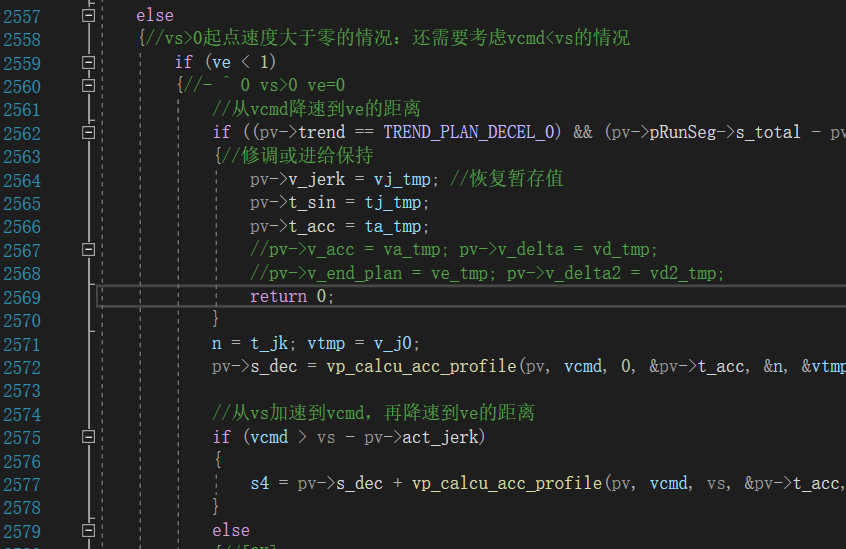 2557 else
2558 {//vs>0起点速度大于零的情况：还需要考虑vcmd<vs的情况
2559 if (ve < 1)
2560 {//- ^ 0 vs>0 ve=0
2561 //从vcmd降速到ve的距离
2562 if ((pv->trend == TREND_PLAN_DECEL_0) && (pv->pRunSeg->s_total - pv
2563 {//修调或进给保持
2564 pv->v_jerk = vj_tmp; //恢复暂存值
2565 pv->t_sin = tj_tmp;
2566 pv->t_acc = ta_tmp;
2567 //pv->v_acc = va_tmp; pv->v_delta = vd_tmp;
2568 //pv->v_end_plan = ve_tmp; pv->v_delta2 = vd2_tmp;
2569 return 0;
2570 }
2571 n = t_jk; vtmp = v_j0;
2572 pv->s_dec = vp_calcu_acc_profile(pv, vcmd, 0, &pv->t_acc, &n, &vtmp
2573
2574 //从vs加速到vcmd，再降速到ve的距离
2575 if (vcmd > vs - pv->act_jerk)
2576 {
2577 s4 = pv->s_dec + vp_calcu_acc_profile(pv, vcmd, vs, &pv->t_acc,
2578 }
2579 else